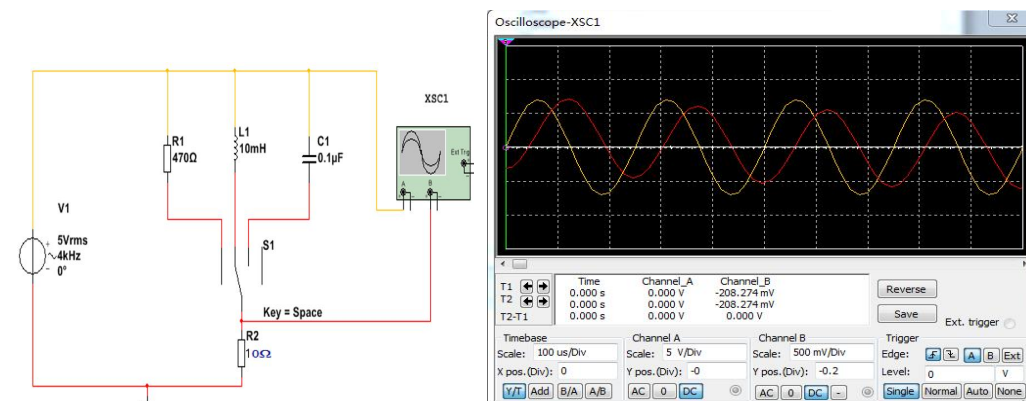 XSC1
Ext Trig
A
B
R1
470Ω
L1
10mH
C1
0.1µF
V1
5Vrms
4kHz
0°
S1
Key = Space
R2
10Ω
Oscilloscope-XSC1
Time Channel_A Channel_B
T1 0.000 s 0.000 V -208.274 mV
T2 0.000 s 0.000 V -208.274 mV
T2-T1 0.000 s 0.000 V 0.000 V
Reverse
Save
Ext. trigger
Timebase
Scale: 100 us/Div
X pos.(Div): 0
Y/T Add B/A A/B
Channel A
Scale: 5 V/Div
Y pos.(Div): -0
AC 0 DC
Channel B
Scale: 500 mV/Div
Y pos.(Div): -0.2
AC 0 DC -
Trigger
Edge: A B Ext
Level: 0 V
Single Normal Auto None